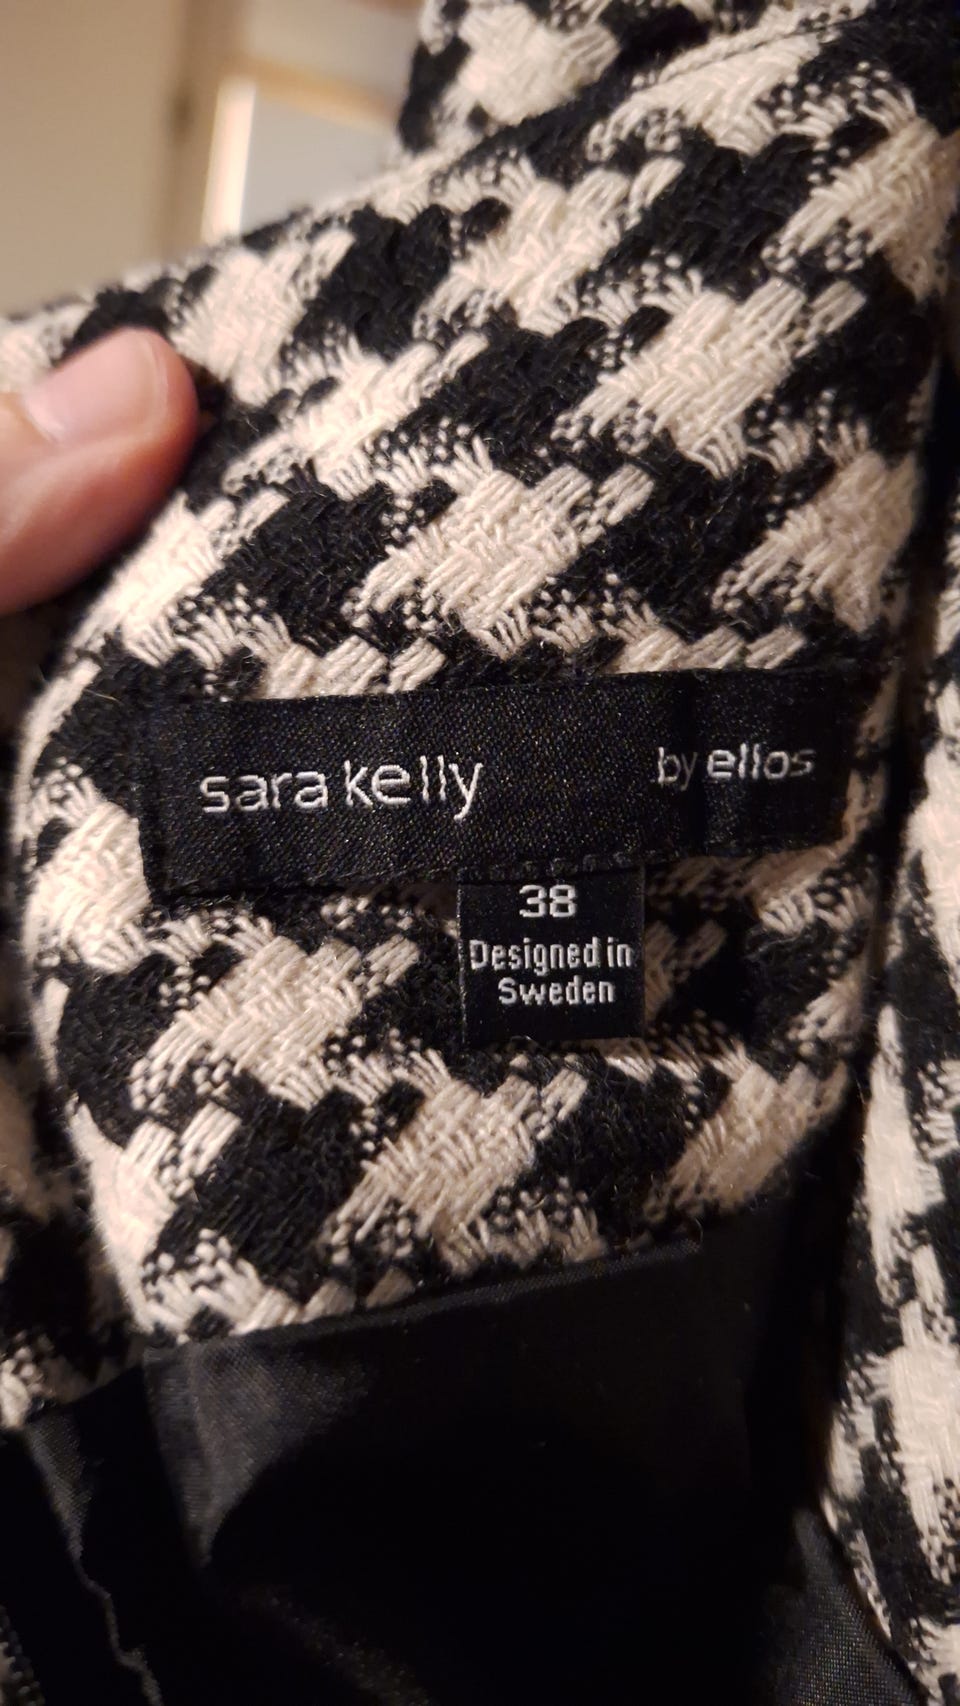 sara kelly by ellos
38
Designed in
Sweden